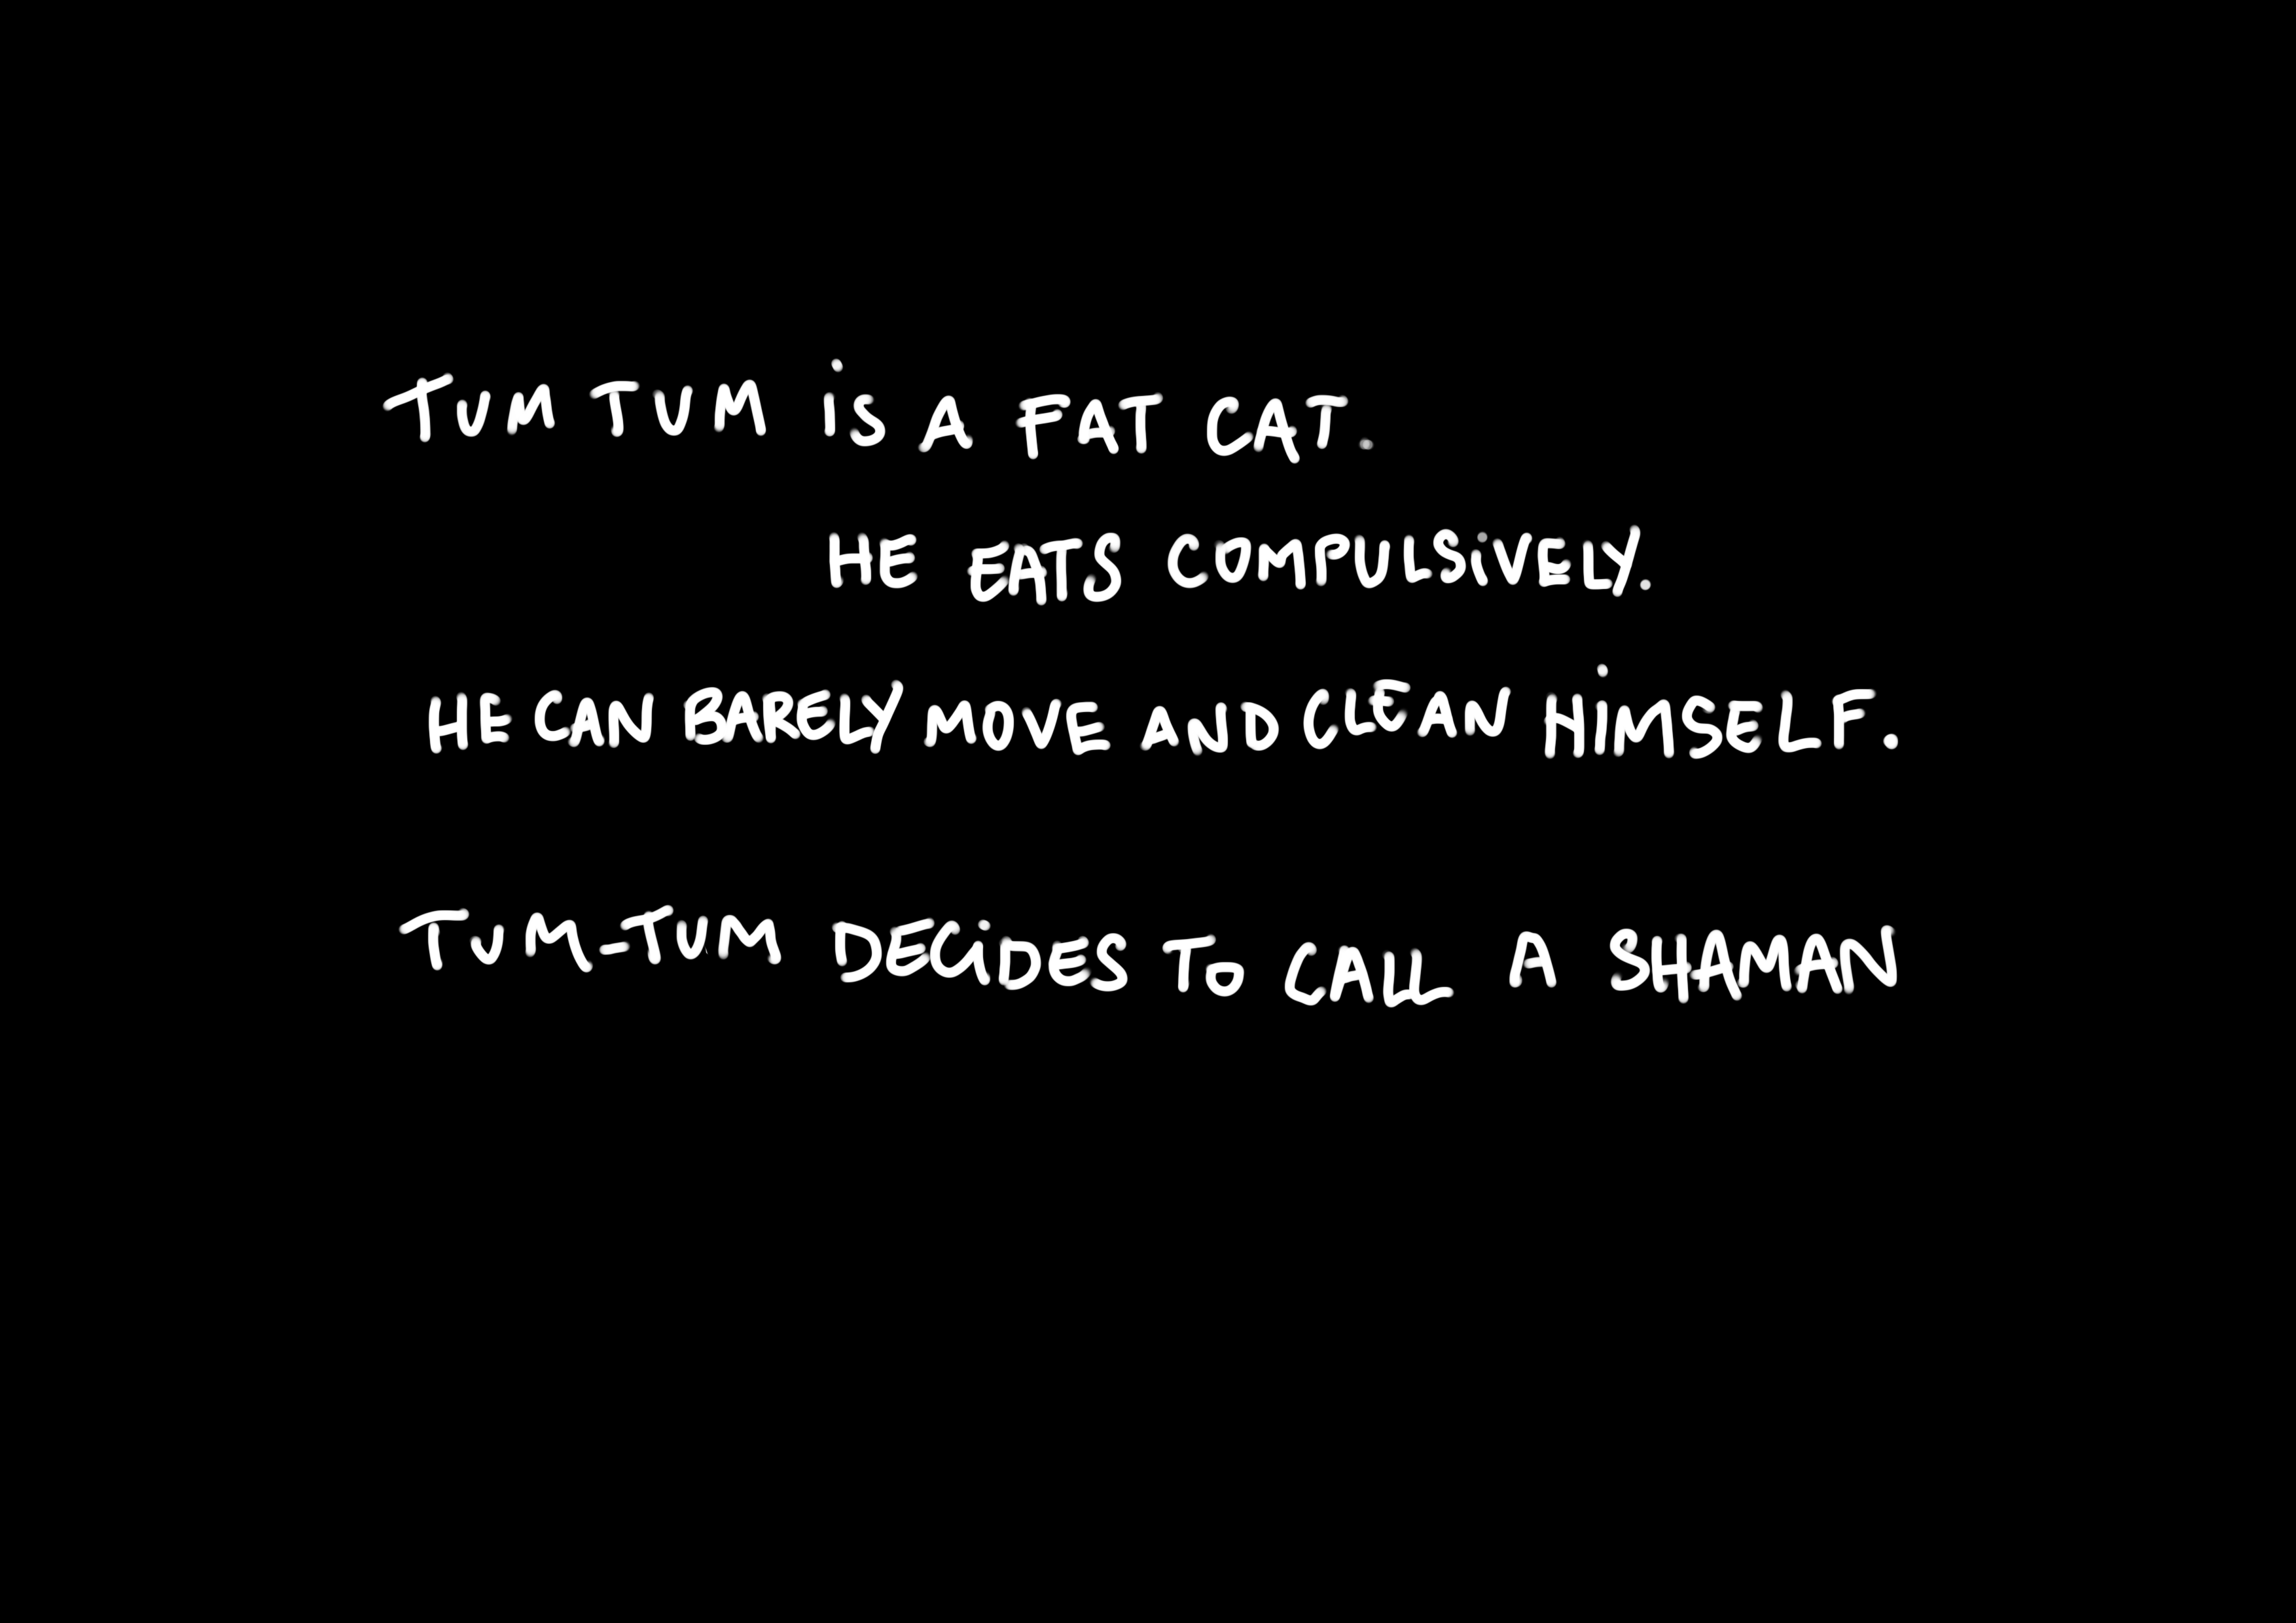 TUM TUM iS A FAT CAT.
HE EATS COMPULSiVELY.
HE CAN BARELY MOVE AND CLEAN HiMSELF.
TUM-TUM DECiDES TO CALL A SHAMAN